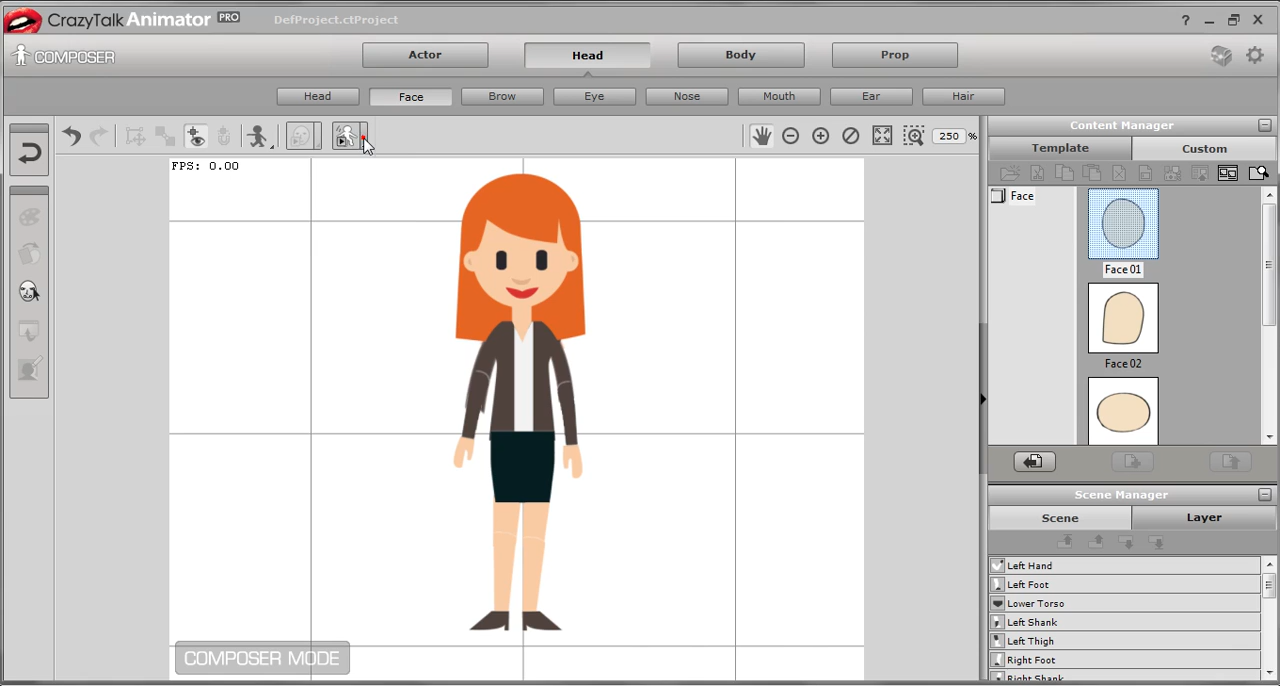 CrazyTalk Animator PRO DefProject.ctProject ?
COMPOSER Actor Head Body Prop
Head Face Brow Eye Nose Mouth Ear Hair
250 %
Content Manager
Template Custom
FPS: 0.00
Face
Face 01
Face 02
Scene Manager
Scene Layer
Left Hand
Left Foot
Lower Torso
Left Shank
Left Thigh
Right Foot
Right Shank
COMPOSER MODE